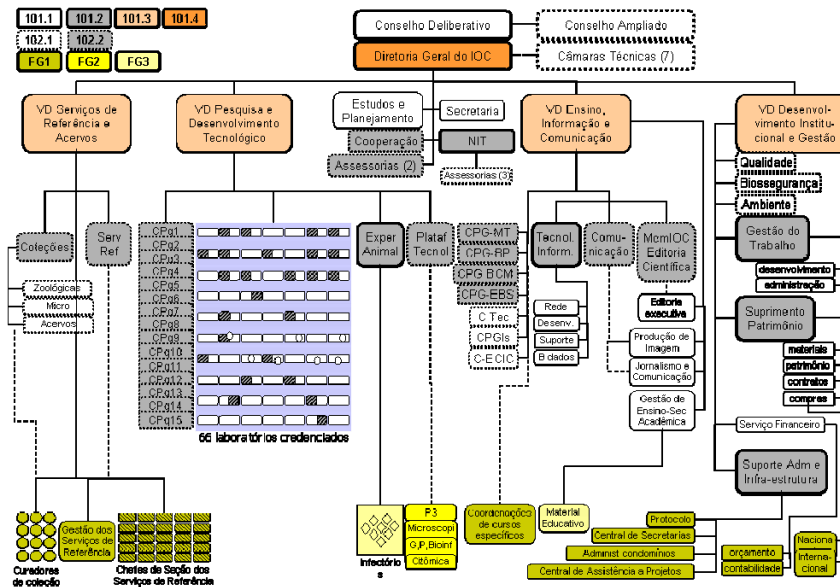 101.1
101.2
101.3
101.4
102.1
102.2
FG1
FG2
FG3
Conselho Deliberativo
Conselho Ampliado
Diretoria Geral do IOC
Câmaras Técnicas (7)
VD Serviços de
Referência e
Acervos
VD Pesquisa e
Desenvolvimento
Tecnológico
Estudos e
Planejamento
Secretaria
Cooperação
NIT
Assessorias (2)
Assessorias (3)
VD Ensino,
Informação e
Comunicação
VD Desenvol-
vimento Institu-
cional e Gestão
Qualidade
Biossegurança
Ambiente
Coleções
Serv
Ref
Zoológicas
Micro
Acervos
CPq1
CPq2
CPq3
CPq4
CPq5
CPq6
CPq7
CPq8
CPq9
CPq10
CPq11
CPq12
CPq13
CPq14
CPq15
66 laboratórios credenciados
Exper
Animal
Plataf
Tecnol
CPG-MT
CPG-BP
CPG BCM
CPG-EBS
C Tec
CPGls
C-ECIC
Tecnol.
Inform.
Rede
Desenv.
Suporte
B dados
Comu-
nicação
MemIOC
Editoria
Científica
Editoria
executiva
Produção de
Imagem
Jornalismo e
Comunicação
Gestão de
Ensino-Sec
Acadêmica
Gestão do
Trabalho
desenvolvimento
administração
Suprimento
Patrimônio
materiais
patrimônio
contratos
compras
Serviço Financeiro
Suporte Adm e
Infra-estrutura
Curadores
de coleção
Gestão dos
Serviços de
Referência
Chefes de Seção dos
Serviços de Referência
Infectório
s
P3
Microscopi
G,P,Bioinf
Citômica
Coordenações
de cursos
específicos
Material
Educativo
Protocolo
Central de Secretarias
Administ condomínios
Central de Assistência a Projetos
orçamento
contabilidade
Naciona
Interna-
cional